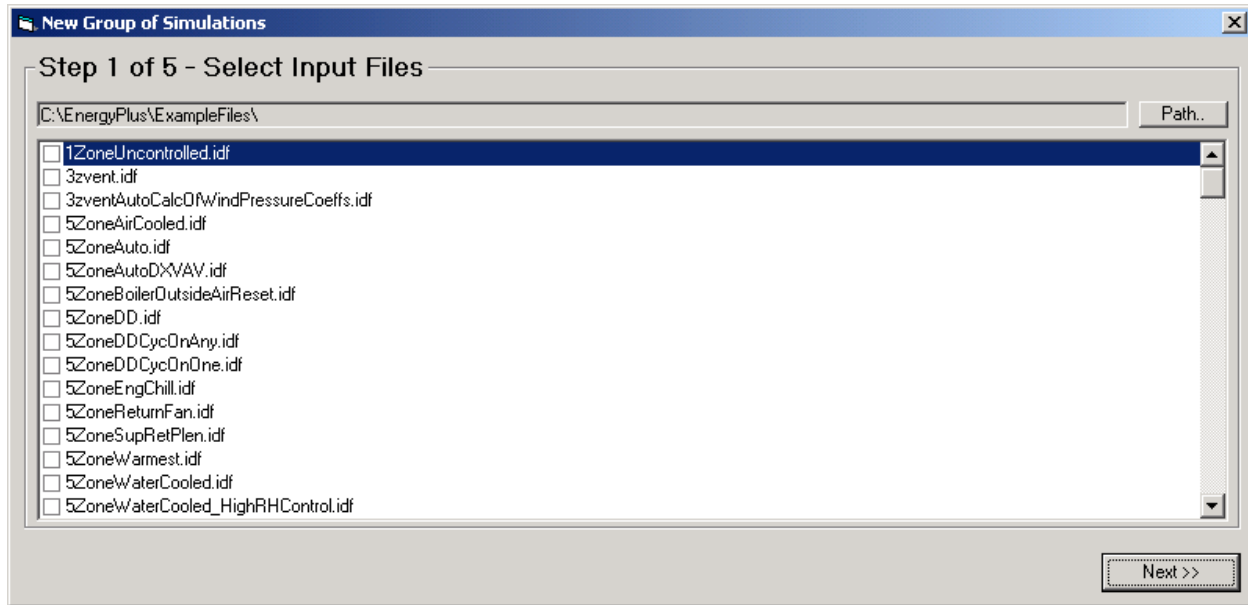 New Group of Simulations
Step 1 of 5 - Select Input Files
C:\EnergyPlus\ExampleFiles\ Path..
1ZoneUncontrolled.idf
3zvent.idf
3zventAutoCalcOfWindPressureCoeffs.idf
5ZoneAirCooled.idf
5ZoneAuto.idf
5ZoneAutoDXVAV.idf
5ZoneBoilerOutsideAirReset.idf
5ZoneDD.idf
5ZoneDDCycOnAny.idf
5ZoneDDCycOnOne.idf
5ZoneEngChill.idf
5ZoneReturnFan.idf
5ZoneSupRetPlen.idf
5ZoneWarmest.idf
5ZoneWaterCooled.idf
5ZoneWaterCooled_HighRHControl.idf
Next >>